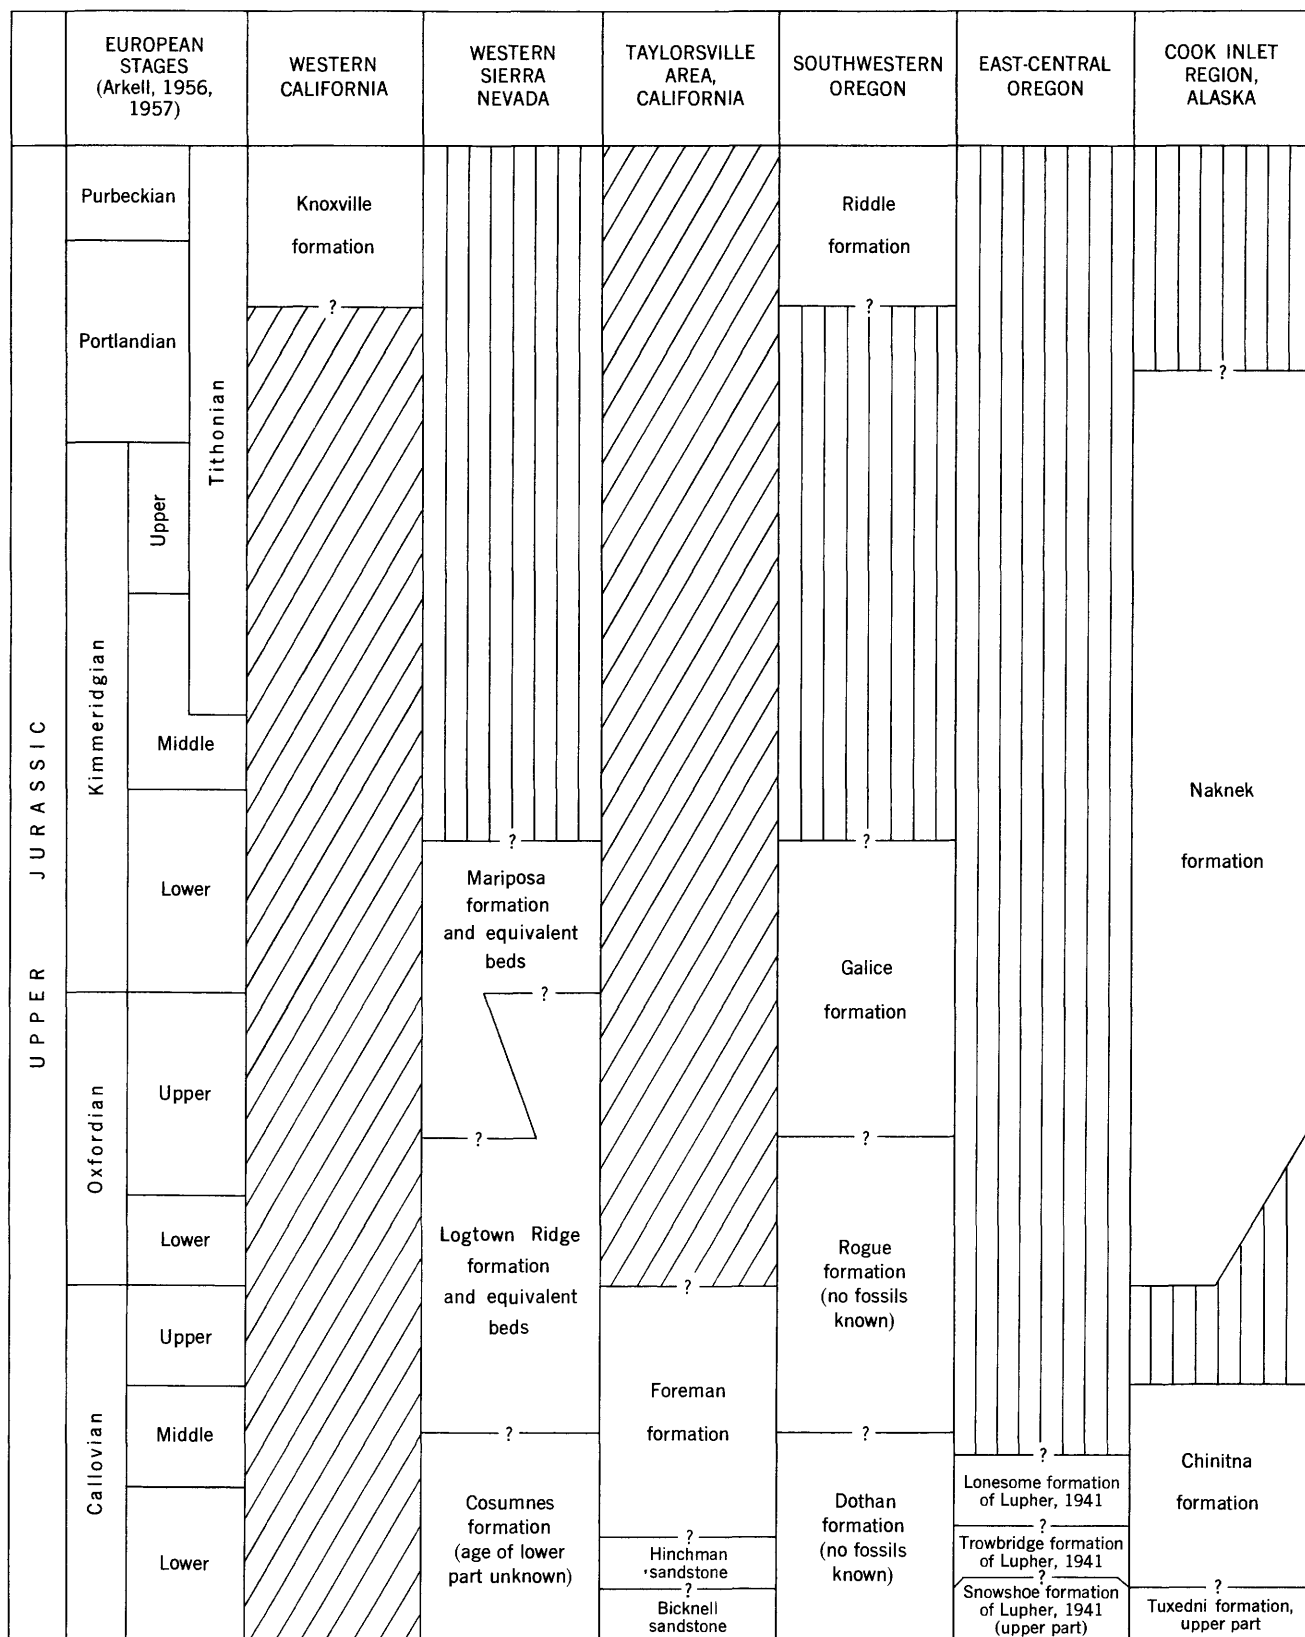 EUROPEAN
STAGES
(Arkell, 1956,
1957)
WESTERN
CALIFORNIA
WESTERN
SIERRA
NEVADA
TAYLORSVILLE
AREA,
CALIFORNIA
SOUTHWESTERN
OREGON
EAST-CENTRAL
OREGON
COOK INLET
REGION,
ALASKA
UPPER JURASSIC
Purbeckian
Portlandian
Tithonian
Kimmeridgian
Upper
Middle
Lower
Oxfordian
Upper
Lower
Callovian
Upper
Middle
Lower
Knoxville
formation
?
?
Mariposa
formation
and equivalent
beds
?
?
Logtown Ridge
formation
and equivalent
beds
?
Cosumnes
formation
(age of lower
part unknown)
?
Foreman
formation
?
Hinchman
sandstone
?
Bicknell
sandstone
Riddle
formation
?
?
Galice
formation
?
Rogue
formation
(no fossils
known)
?
Dothan
formation
(no fossils
known)
?
Lonesome formation
of Lupher, 1941
?
Trowbridge formation
of Lupher, 1941
?
Snowshoe formation
of Lupher, 1941
(upper part)
?
Naknek
formation
Chinitna
formation
?
Tuxedni formation,
upper part